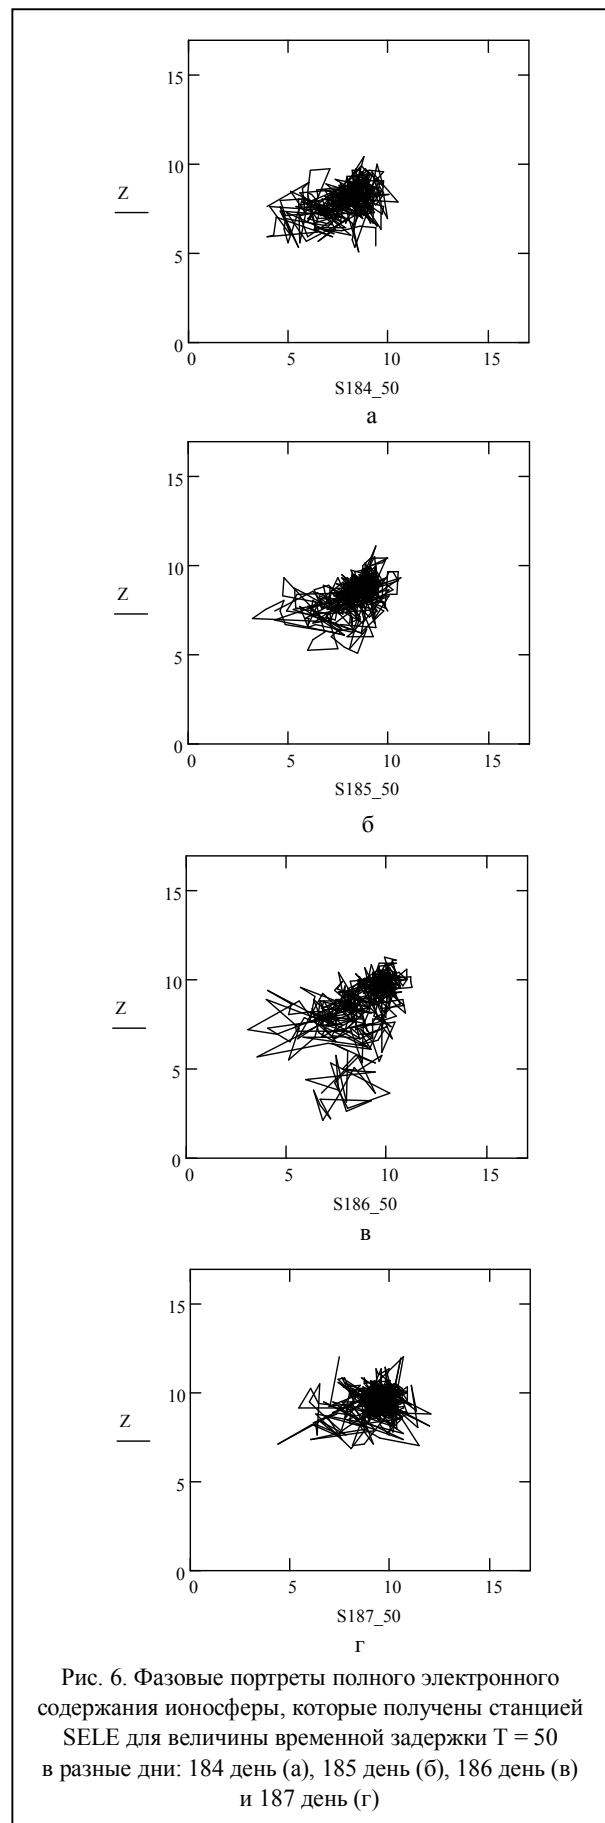 15
10
Z
5
0
0 5 10 15
S184_50
а
15
10
Z
5
0
0 5 10 15
S185_50
б
15
10
Z
5
0
0 5 10 15
S186_50
в
15
10
Z
5
0
0 5 10 15
S187_50
г
Рис. 6. Фазовые портреты полного электронного
содержания ионосферы, которые получены станцией
SELE для величины временной задержки T = 50
в разные дни: 184 день (а), 185 день (б), 186 день (в)
и 187 день (г)